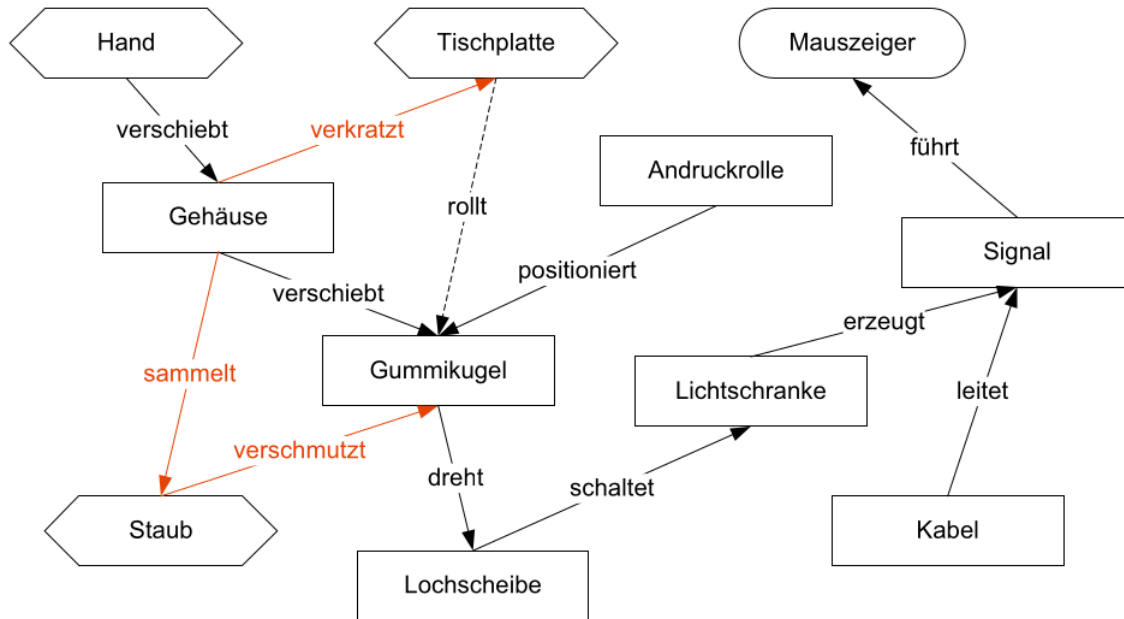 Hand
Tischplatte
Mauszeiger
verschiebt
verkratzt
führt
Andruckrolle
rollt
Gehäuse
Signal
positioniert
verschiebt
erzeugt
sammelt
Gummikugel
Lichtschranke
leitet
verschmutzt
dreht
schaltet
Staub
Kabel
Lochscheibe